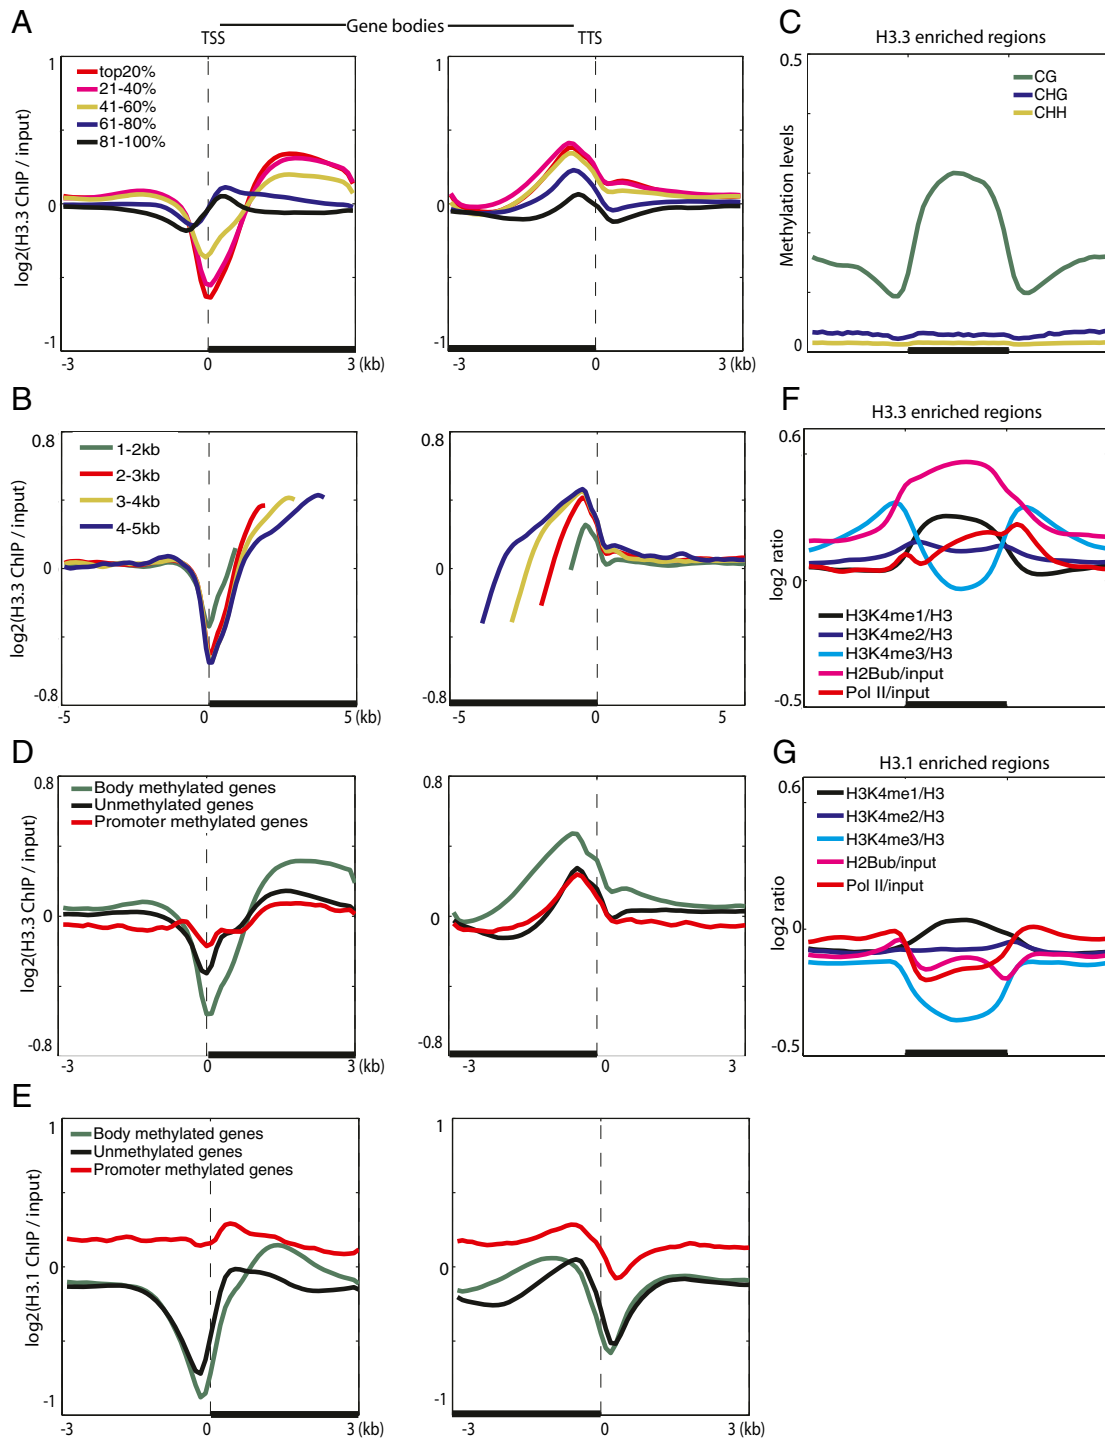 A
Gene bodies
TSS
TTS
log2(H3.3 ChIP / input)
1
0
-1
top20%
21-40%
41-60%
61-80%
81-100%
-3
0
3 (kb)
1
0
-1
-3
0
3 (kb)
C
H3.3 enriched regions
Methylation levels
0.5
0
CG
CHG
CHH
B
log2(H3.3 ChIP / input)
0.8
0
-0.8
1-2kb
2-3kb
3-4kb
4-5kb
-5
0
5 (kb)
0.8
0
-0.8
-5
0
5
F
H3.3 enriched regions
log2 ratio
0.6
0
-0.5
H3K4me1/H3
H3K4me2/H3
H3K4me3/H3
H2Bub/input
Pol II/input
D
log2(H3.3 ChIP / input)
0.8
0
-0.8
Body methylated genes
Unmethylated genes
Promoter methylated genes
-3
0
3 (kb)
0.8
0
-0.8
-3
0
3
G
H3.1 enriched regions
log2 ratio
0.6
0
-0.5
H3K4me1/H3
H3K4me2/H3
H3K4me3/H3
H2Bub/input
Pol II/input
E
log2(H3.1 ChIP / input)
1
0
-1
Body methylated genes
Unmethylated genes
Promoter methylated genes
-3
0
3 (kb)
1
0
-1
-3
0
3 (kb)